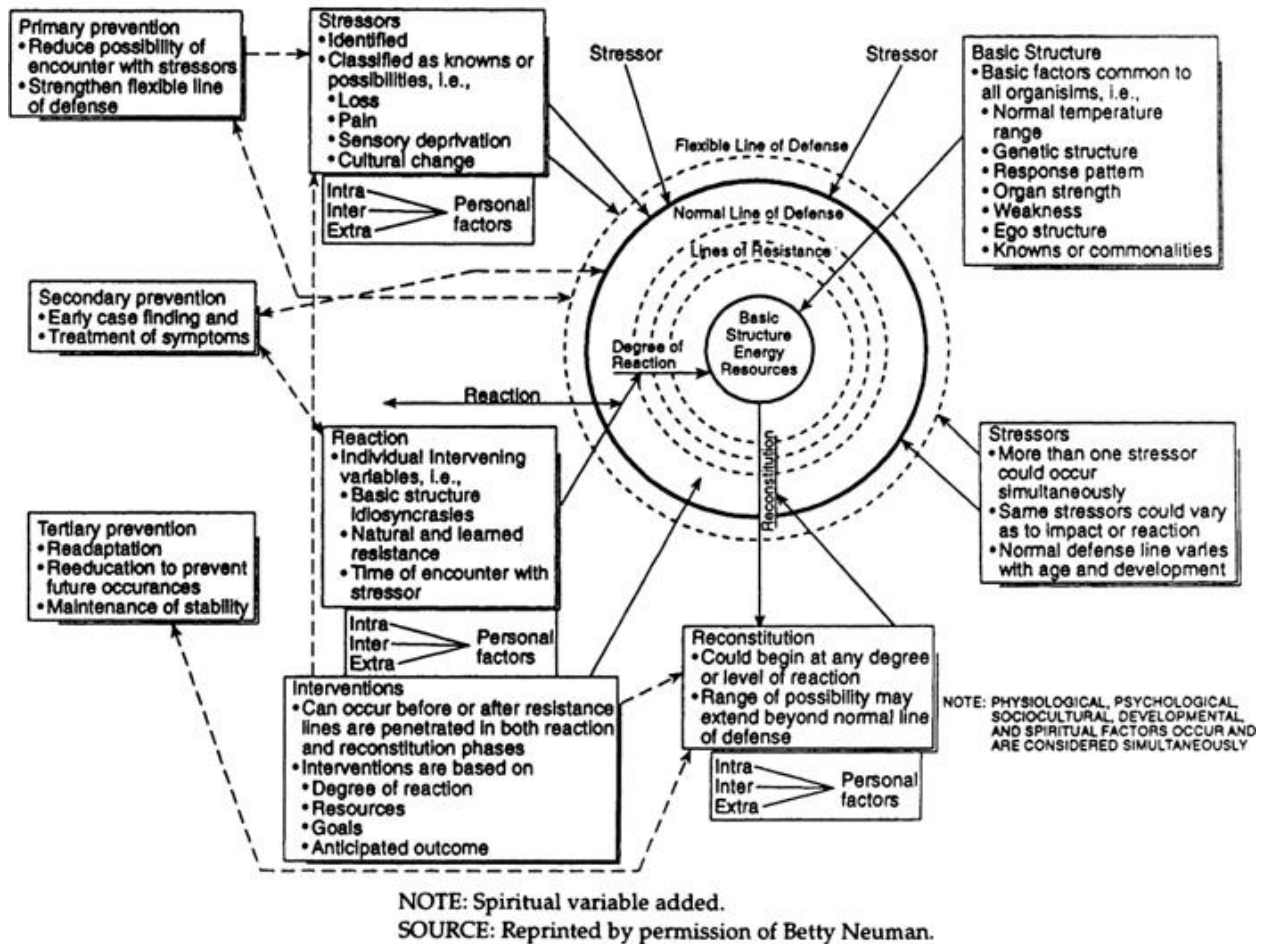 Primary prevention
•Reduce possibility of
encounter with stressors
•Strengthen flexible line
of defense
Stressors
•Identified
•Classified as knowns or
possibilities, i.e.,
•Loss
•Pain
•Sensory deprivation
•Cultural change
Intra
Inter
Extra
Personal
factors
Stressor
Stressor
Basic Structure
•Basic factors common to
all organisims, i.e.,
•Normal temperature
range
•Genetic structure
•Response pattern
•Organ strength
•Weakness
•Ego structure
•Knowns or commonalities
Flexible Line of Defense
Normal Line of Defense
Lines of Resistance
Basic
Structure
Energy
Resources
Degree of
Reaction
Reaction
Reconstitution
Secondary prevention
•Early case finding and
•Treatment of symptoms
Reaction
•Individual Intervening
variables, i.e.,
•Basic structure
Idiosyncrasies
•Natural and learned
resistance
•Time of encounter with
stressor
Intra
Inter
Extra
Personal
factors
Stressors
•More than one stressor
could occur
simultaneously
•Same stressors could vary
as to impact or reaction
•Normal defense line varies
with age and development
Tertiary prevention
•Readaptation
•Reeducation to prevent
future occurances
•Maintenance of stability
Interventions
•Can occur before or after resistance
lines are penetrated in both reaction
and reconstitution phases
•Interventions are based on
•Degree of reaction
•Resources
•Goals
•Anticipated outcome
Reconstitution
•Could begin at any degree
or level of reaction
•Range of possibility may
extend beyond normal line
of defense
Intra
Inter
Extra
Personal
factors
NOTE: PHYSIOLOGICAL, PSYCHOLOGICAL,
SOCIOCULTURAL, DEVELOPMENTAL,
AND SPIRITUAL FACTORS OCCUR AND
ARE CONSIDERED SIMULTANEOUSLY
NOTE: Spiritual variable added.
SOURCE: Reprinted by permission of Betty Neuman.